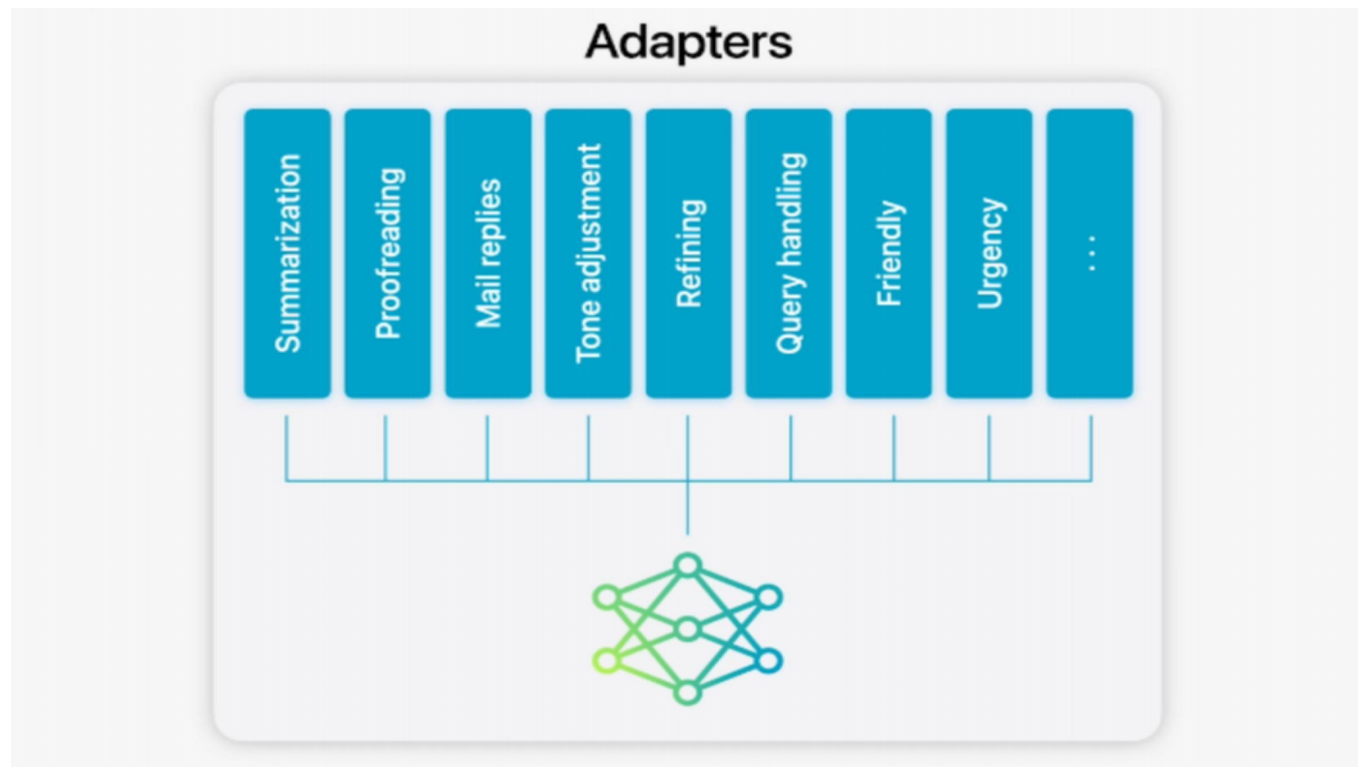 Adapters
Summarization
Proofreading
Mail replies
Tone adjustment
Refining
Query handling
Friendly
Urgency
...